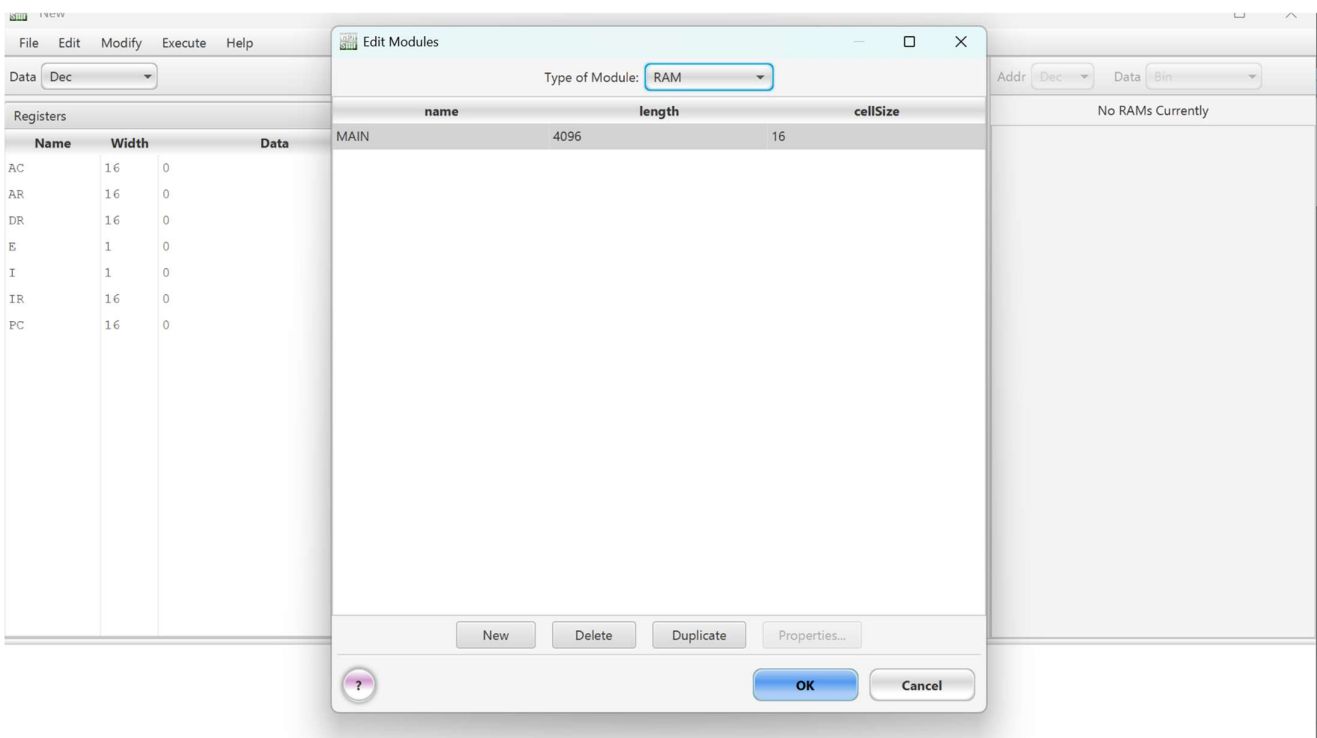 New
File Edit Modify Execute Help
Data Dec
Registers
Name Width Data
AC 16 0
AR 16 0
DR 16 0
E 1 0
I 1 0
IR 16 0
PC 16 0
Edit Modules
Type of Module: RAM
name length cellSize
MAIN 4096 16
New Delete Duplicate Properties...
? OK Cancel
Addr Dec Data Bin
No RAMs Currently